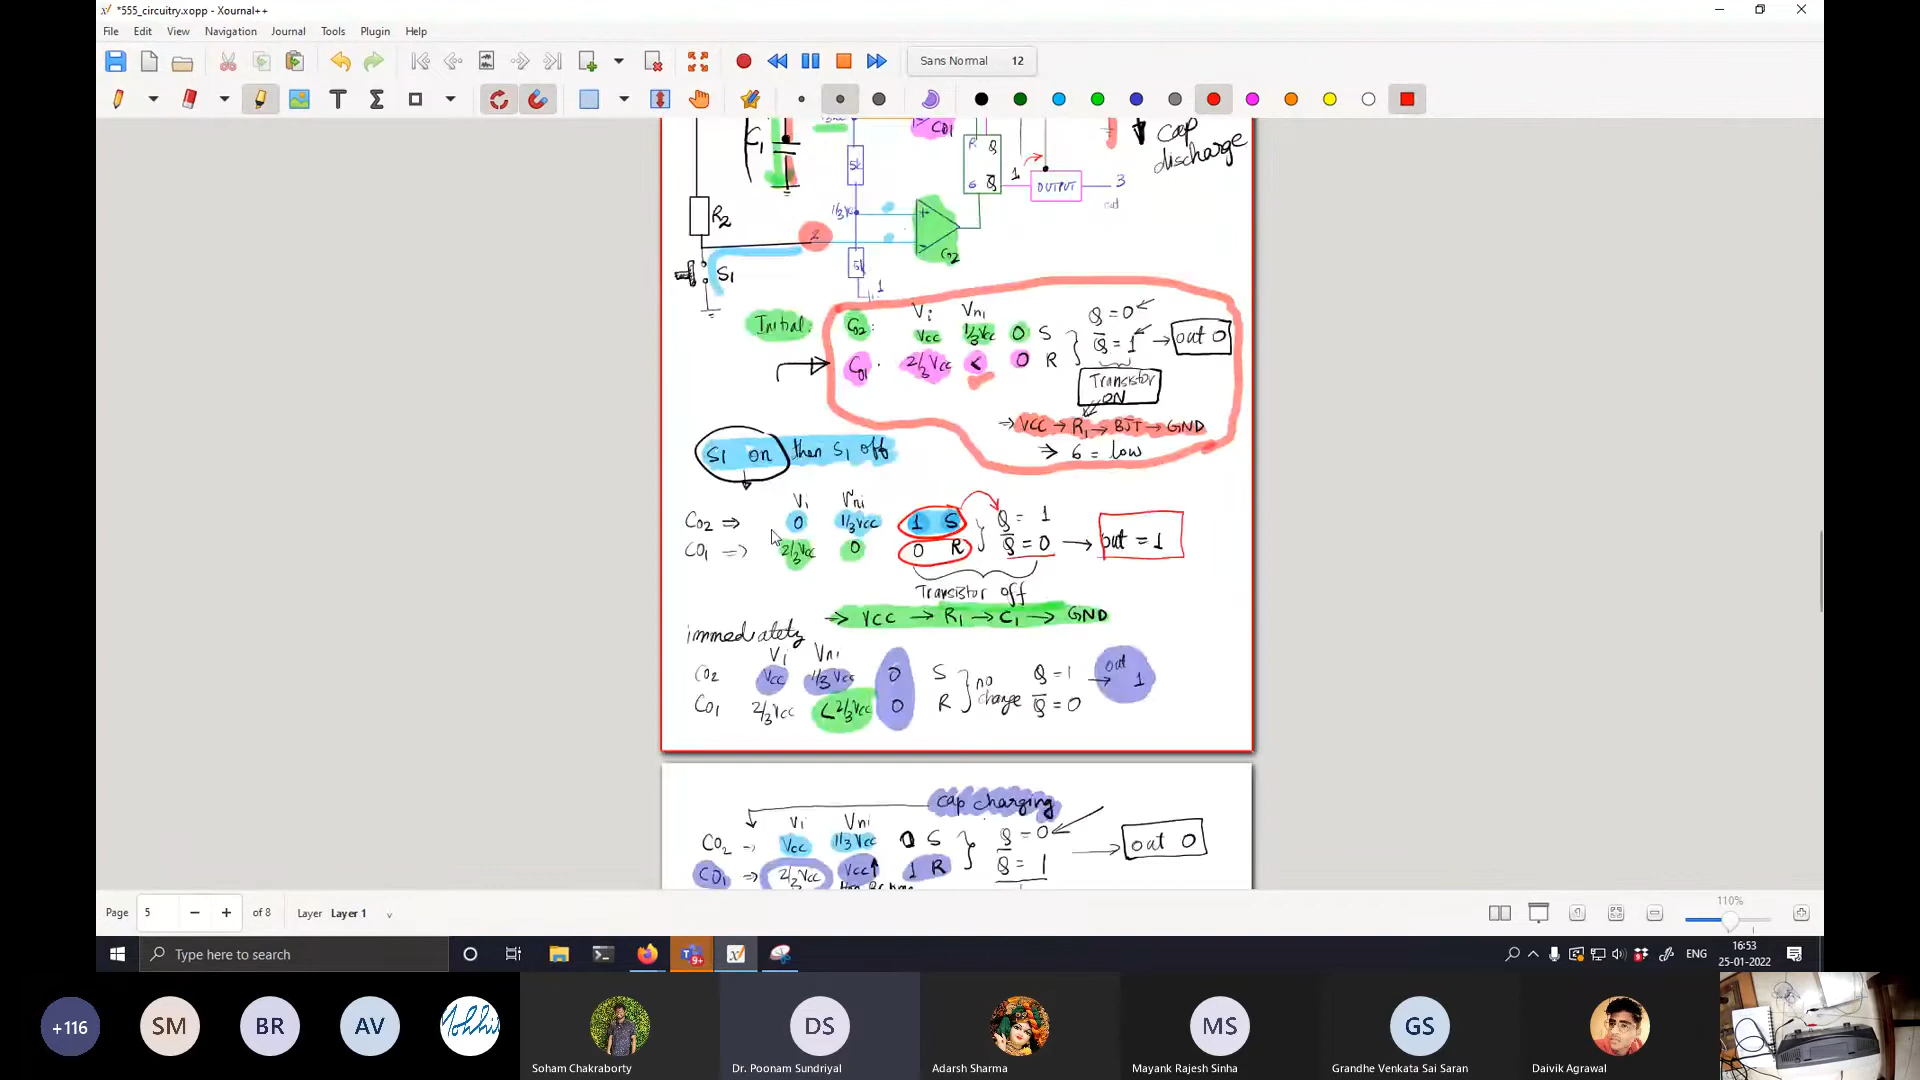 *555_circuitry.xopp - Xournal++
File Edit View Navigation Journal Tools Plugin Help
Sans Normal 12
C1
CO1
Cap
discharge
5k
R Q
S Q̅
1
OUTPUT
3
out
R2
1/3Vcc
+
2
-
CO2
S1
5k
1
Initial:
Vi Vni
CO2: Vcc 1/3Vcc 0 S
CO1: 2/3Vcc < 0 R
Q = 0
Q̅ = 1 → out 0
Transistor
ON
⇒ VCC → R1 → BJT → GND
⇒ 6 = low
S1 on then S1 off
Vi Vni
CO2 ⇒ 0 1/3Vcc 1 S } Q = 1
CO1 ⇒ 2/3Vcc 0 0 R Q̅ = 0 → out = 1
Transistor off
⇒ VCC → R1 → C1 → GND
immediately
Vi Vni
CO2 Vcc 1/3Vcc 0 S } no Q = 1 → out 1
CO1 2/3Vcc <2/3Vcc 0 R change Q̅ = 0
cap charging
Vi Vni
CO2 → Vcc 1/3Vcc 0 S } Q = 0
CO1 ⇒ 2/3Vcc Vcc↑ 1 R Q̅ = 1 → out 0
Page 5 of 8 Layer Layer 1
110%
Type here to search
9+
ENG
16:53
25-01-2022
+116
SM
BR
AV
DS
MS
GS
Soham Chakraborty
Dr. Poonam Sundriyal
Adarsh Sharma
Mayank Rajesh Sinha
Grandhe Venkata Sai Saran
Daivik Agrawal